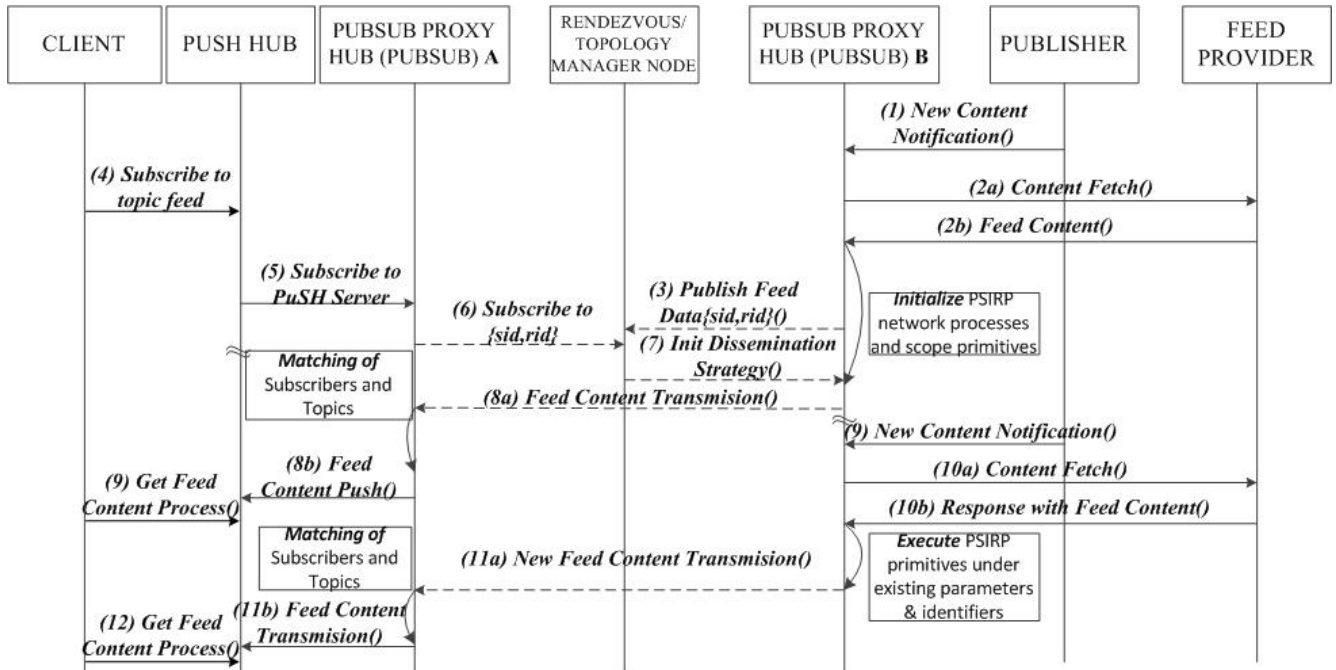 CLIENT
PUSH HUB
PUBSUB PROXY
HUB (PUBSUB) A
RENDEZVOUS/
TOPOLOGY
MANAGER NODE
PUBSUB PROXY
HUB (PUBSUB) B
PUBLISHER
FEED
PROVIDER
(1) New Content
Notification()
(4) Subscribe to
topic feed
(2a) Content Fetch()
(2b) Feed Content()
(5) Subscribe to
PuSH Server
(3) Publish Feed
Data{sid,rid}()
Initialize PSIRP
network processes
and scope primitives
(6) Subscribe to
{sid,rid}
(7) Init Dissemination
Strategy()
Matching of
Subscribers and
Topics
(8a) Feed Content Transmision()
(9) New Content Notification()
(8b) Feed
Content Push()
(10a) Content Fetch()
(9) Get Feed
Content Process()
(10b) Response with Feed Content()
Matching of
Subscribers and
Topics
(11a) New Feed Content Transmision()
Execute PSIRP
primitives under
existing parameters
& identifiers
(11b) Feed Content
Transmision()
(12) Get Feed
Content Process()